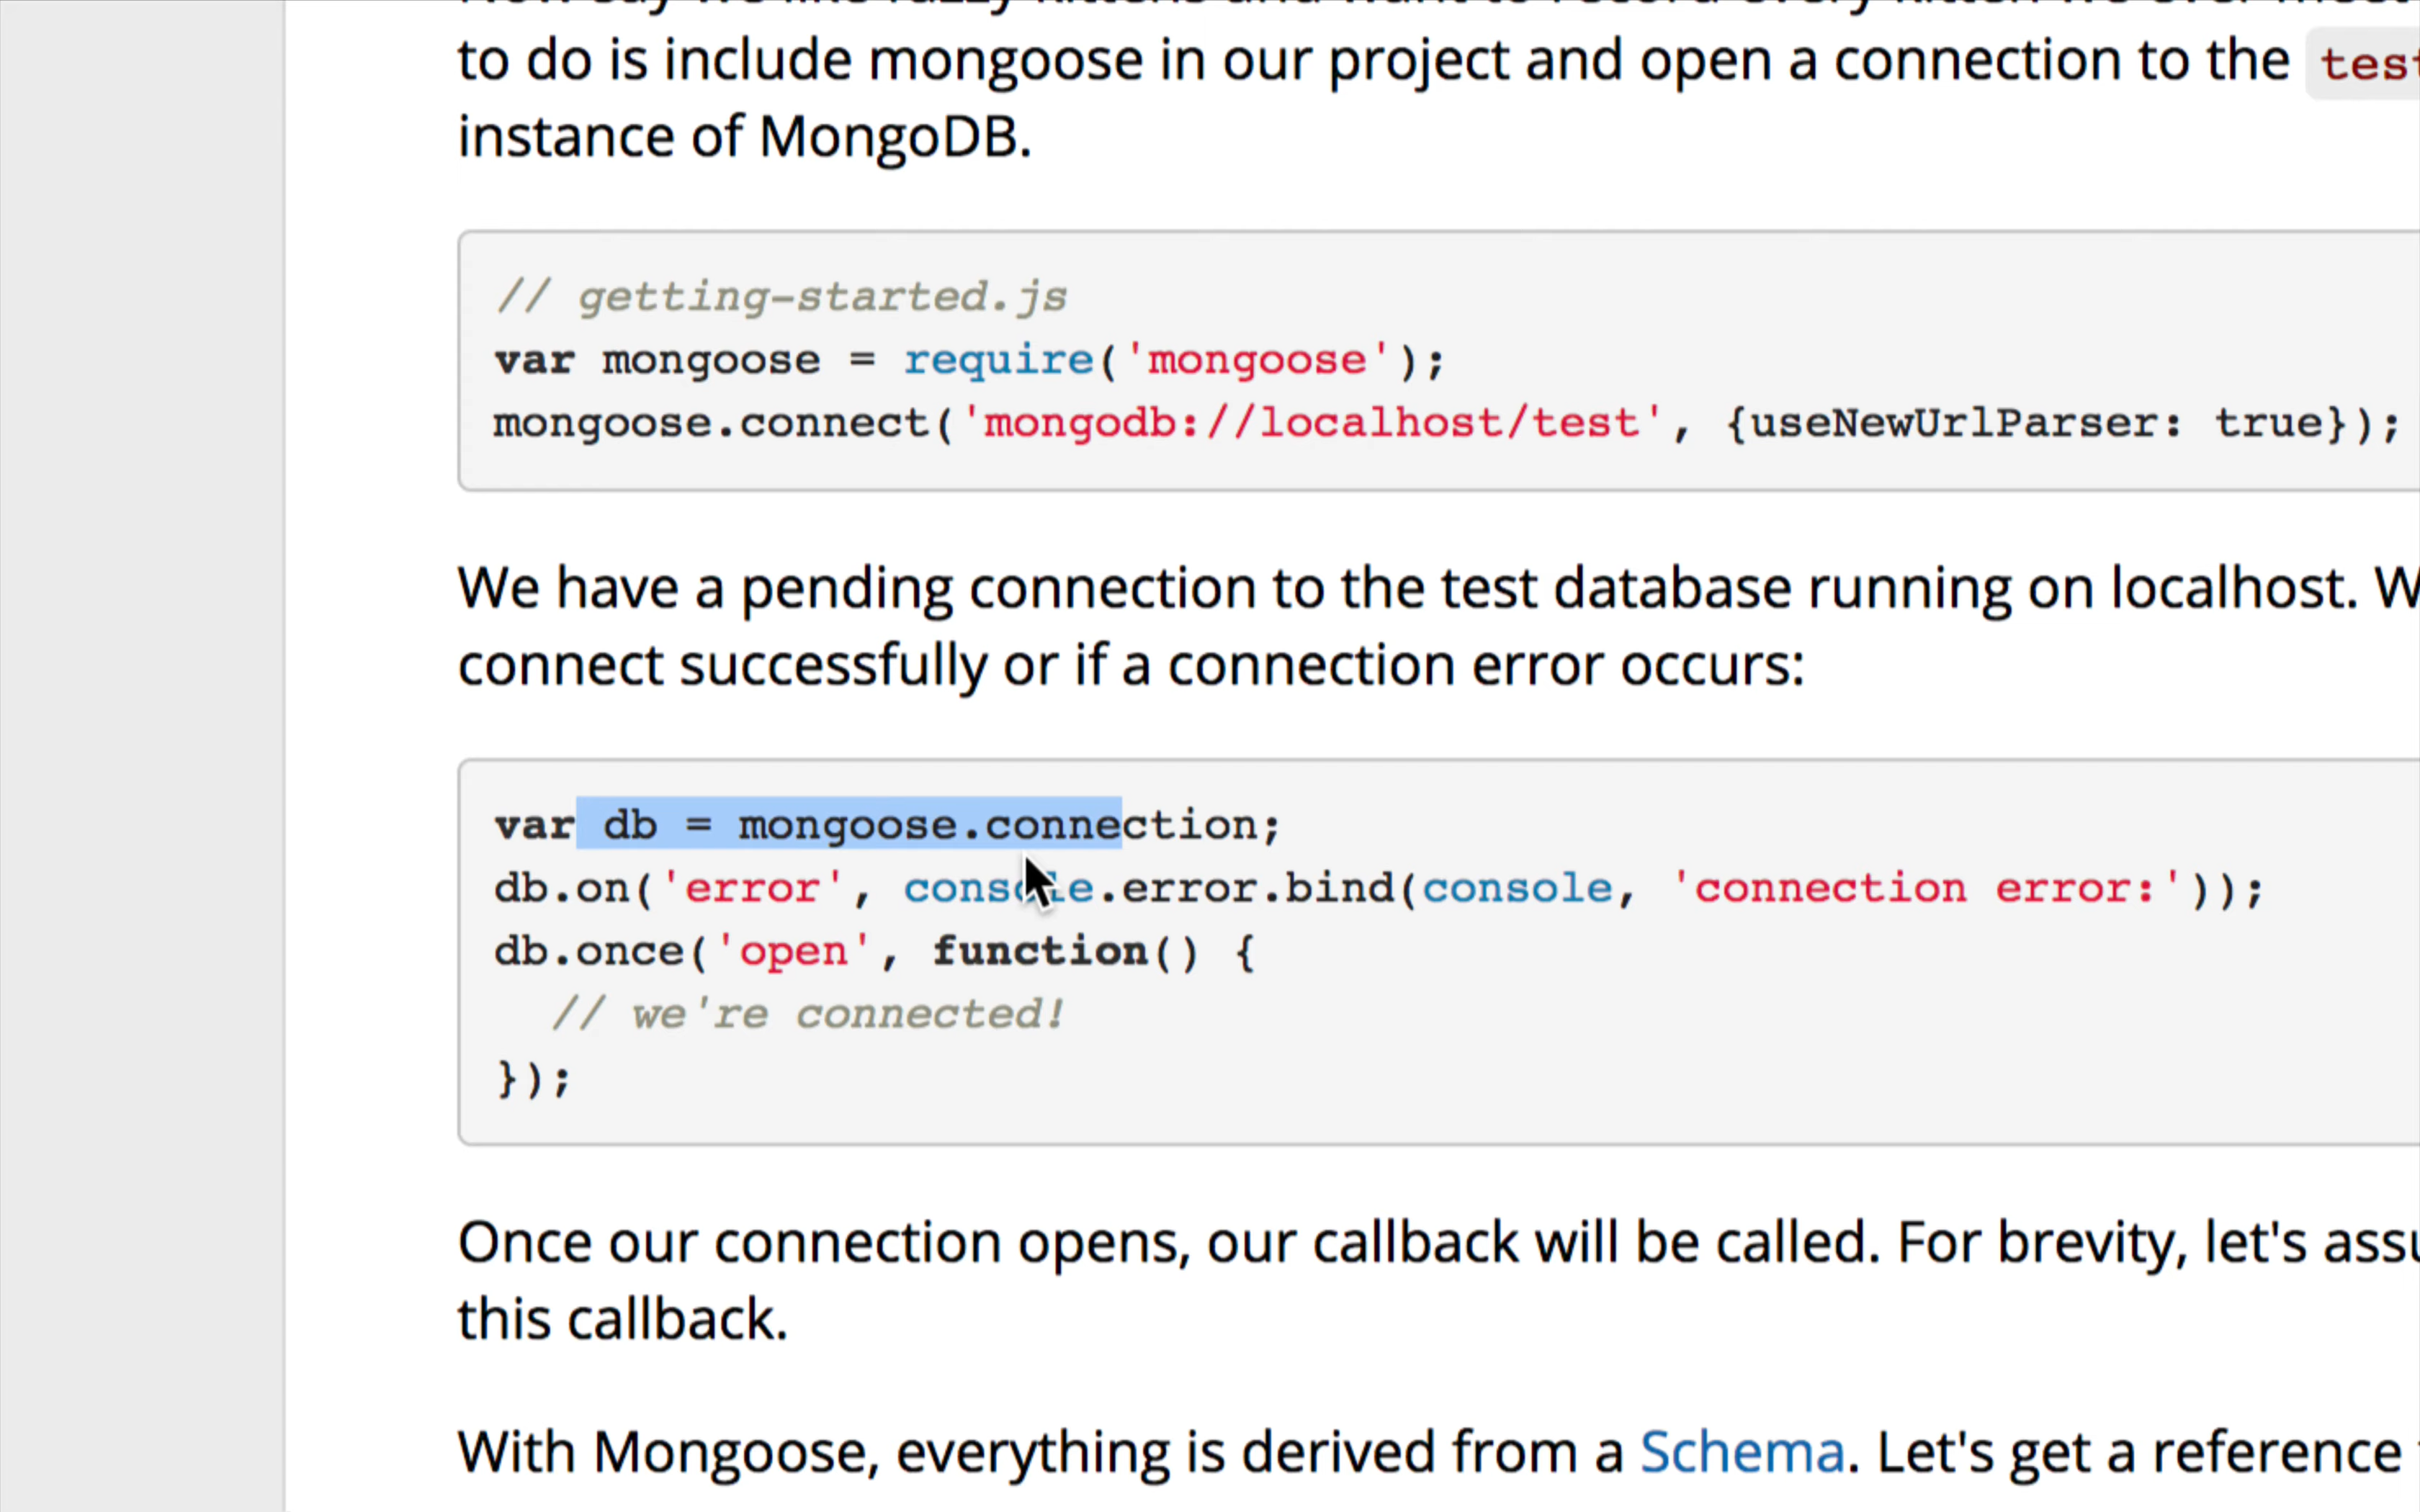 to do is include mongoose in our project and open a connection to the
instance of MongoDB.
// getting-started.js
var mongoose = require('mongoose');
mongoose.connect('mongodb://localhost/test', {useNewUrlParser: true});
We have a pending connection to the test database running on localhost.
connect successfully or if a connection error occurs:
var db = mongoose.connection;
db.on('error', console.error.bind(console, 'connection error:'));
db.once('open', function() {
  // we're connected!
});
Once our connection opens, our callback will be called. For brevity, let's
this callback.
With Mongoose, everything is derived from a Schema. Let's get a reference